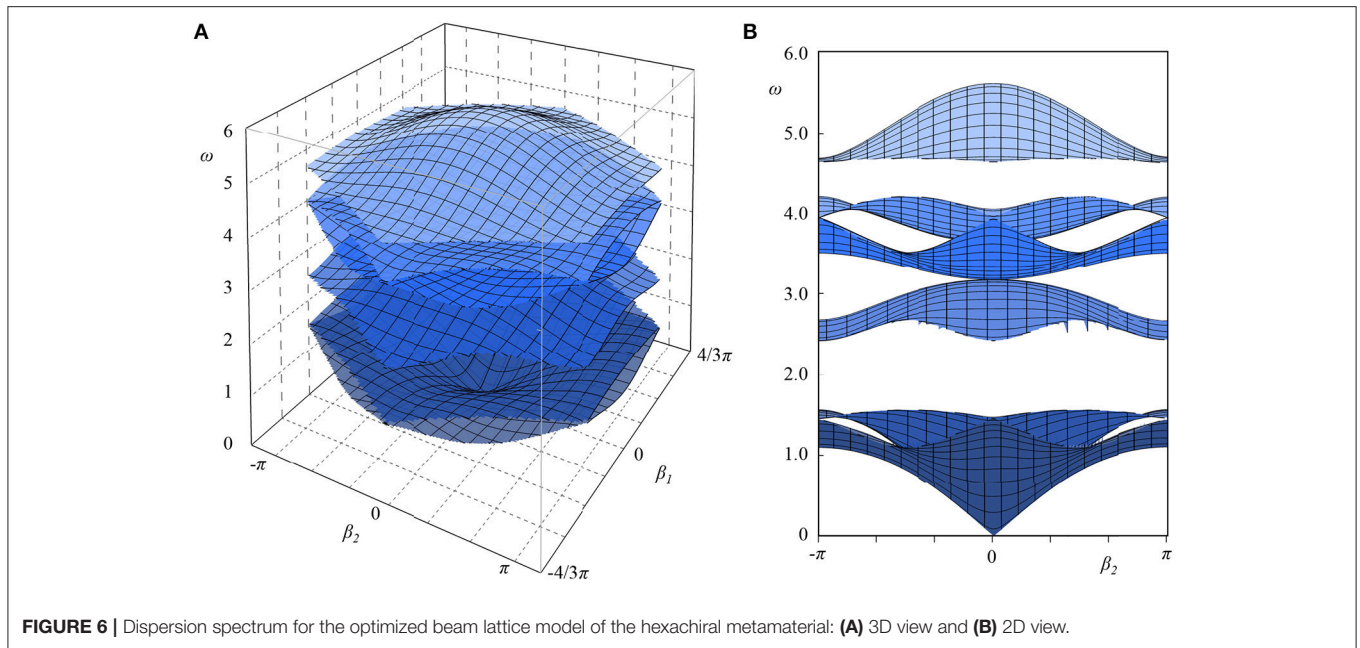 A
6
ω
5
4
3
2
1
0
-π
0
β2
π
-4/3π
0
β1
4/3π
B
6.0
ω
5.0
4.0
3.0
2.0
1.0
0
-π
0
β2
π
FIGURE 6 | Dispersion spectrum for the optimized beam lattice model of the hexachiral metamaterial: (A) 3D view and (B) 2D view.